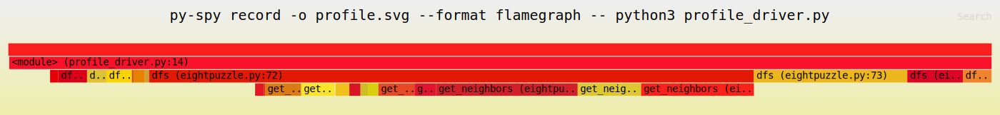 py-spy record -o profile.svg --format flamegraph -- python3 profile_driver.py
Search
<module> (profile_driver.py:14)
df.. d.. df.. dfs (eightpuzzle.py:72) dfs (eightpuzzle.py:73) dfs (ei.. df..
get_.. get.. get_.. g.. get_neighbors (eightpu.. get_neig.. get_neighbors (ei..